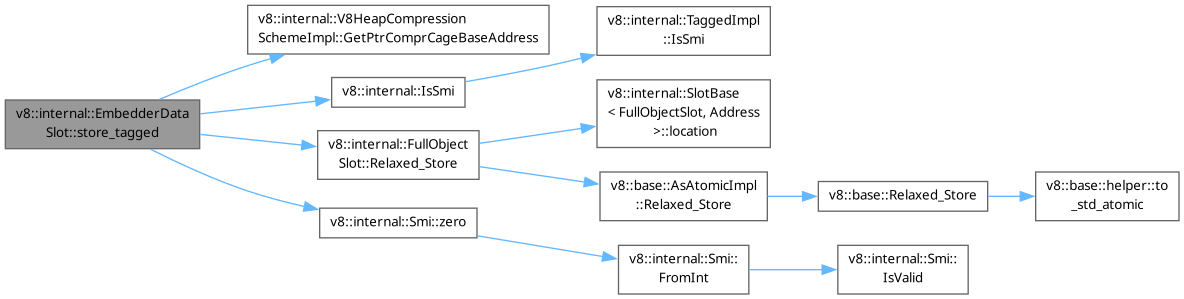 v8::internal::EmbedderData
Slot::store_tagged
v8::internal::V8HeapCompression
SchemeImpl::GetPtrComprCageBaseAddress
v8::internal::IsSmi
v8::internal::TaggedImpl
::IsSmi
v8::internal::FullObject
Slot::Relaxed_Store
v8::internal::SlotBase
< FullObjectSlot, Address
>::location
v8::base::AsAtomicImpl
::Relaxed_Store
v8::base::Relaxed_Store
v8::base::helper::to
_std_atomic
v8::internal::Smi::zero
v8::internal::Smi::
FromInt
v8::internal::Smi::
IsValid